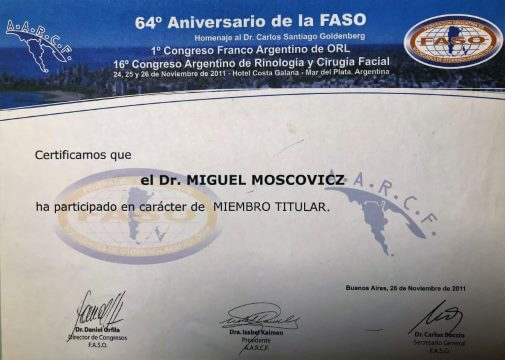 64º Aniversario de la FASO
Homenaje al Dr. Carlos Santiago Goldenberg
1º Congreso Franco Argentino de ORL
16º Congreso Argentino de Rinología y Cirugía Facial
24, 25 y 26 de Noviembre de 2011 - Hotel Costa Galana - Mar del Plata. Argentina
A.A.R.C.F.
FASO
Certificamos que
el Dr. MIGUEL MOSCOVICZ
ha participado en carácter de MIEMBRO TITULAR.
FASO
A.A.R.C.F.
Buenos Aires, 26 de Noviembre de 2011
Dr. Daniel Orfila
Director de Congresos
F.A.S.O.
Dra. Isabel Kaimen
Presidente
A.A.R.C.F.
Dr. Carlos Boccio
Secretario General
F.A.S.O.